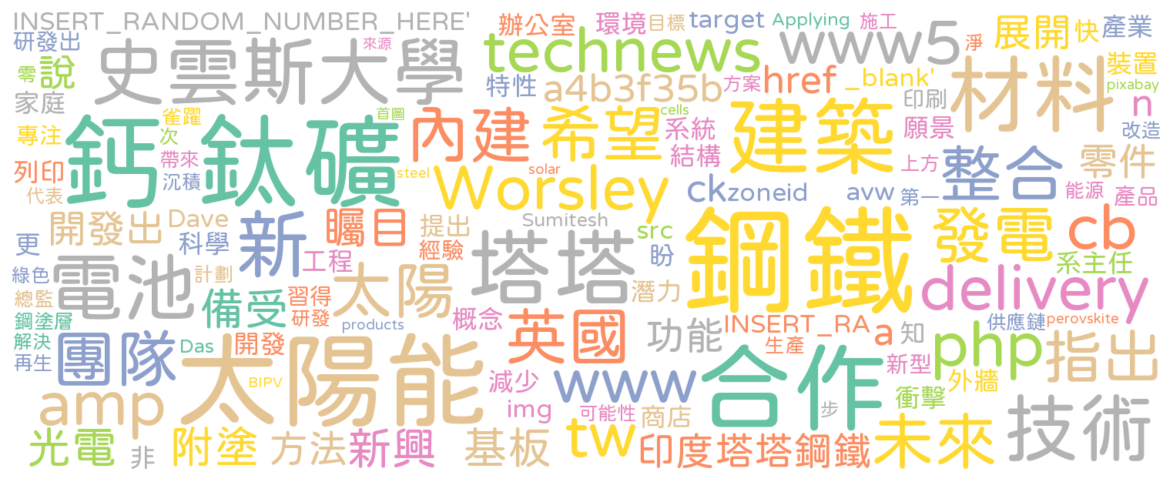 INSERT_RANDOM_NUMBER_HERE' 辦公室 環境 目標 target Applying 施工
研發出 來源 史雲斯大學 technews www5 淨 展開 快 產業
零 說 特性 a4b3f35b 方案 href _blank' 材料 裝置 pixabay
家庭 雀躍 首圖 cells 印刷 n
專注 次 鈣鈦礦 內建 希望 系統 建築 願景 改造
列印 帶來 沉積 steel solar 結構 上方 整合 零件
代表 Worsley ck zoneid avw 第一 能源 產品
開發出 Dave 新 矚目 提出 Sumitesh src 鋼鐵 發電 cb
更 科學 工程 經驗 塔塔 盼 系主任
綠色 電池 計劃 太陽 潛力 delivery
總監 備受 習得 研發
鋼塗層 products 概念 英國 功能 INSERT_RA a 知 供應鏈 perovskite
解決 團隊 Das 開發 太陽能 生產 合作 新型 php 指出
再生 BIPV 減少 www 外牆
amp img 可能性 商店 步 衝擊
光電 非 附塗 方法 新興 基板 tw 印度塔塔鋼鐵 未來 技術